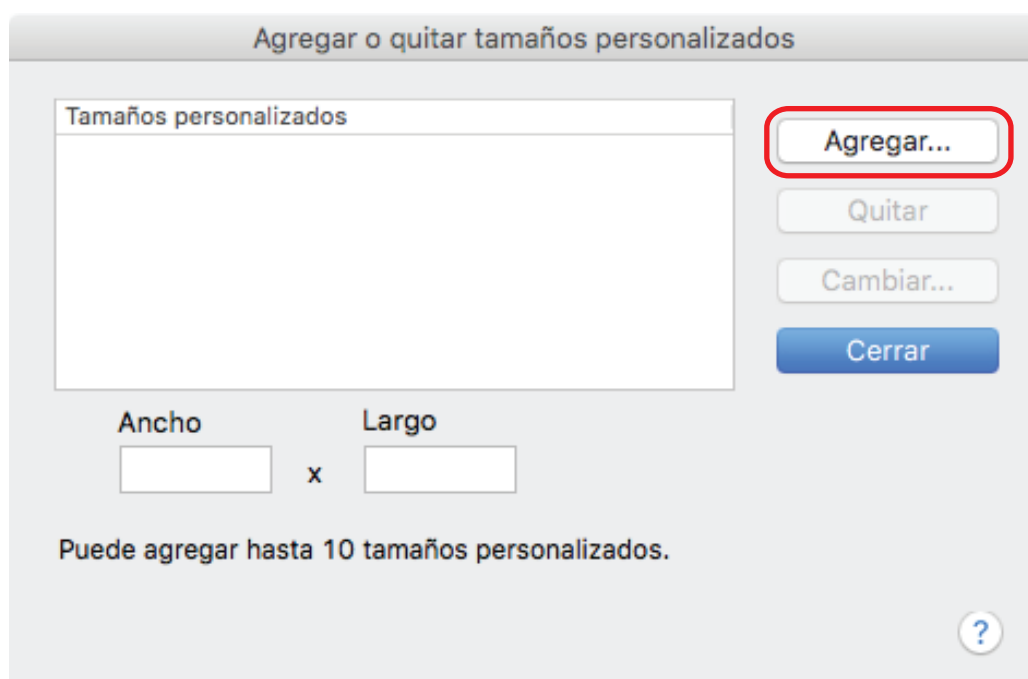 Agregar o quitar tamaños personalizados
Tamaños personalizados
Agregar...
Quitar
Cambiar...
Cerrar
Ancho
Largo
x
Puede agregar hasta 10 tamaños personalizados.
?